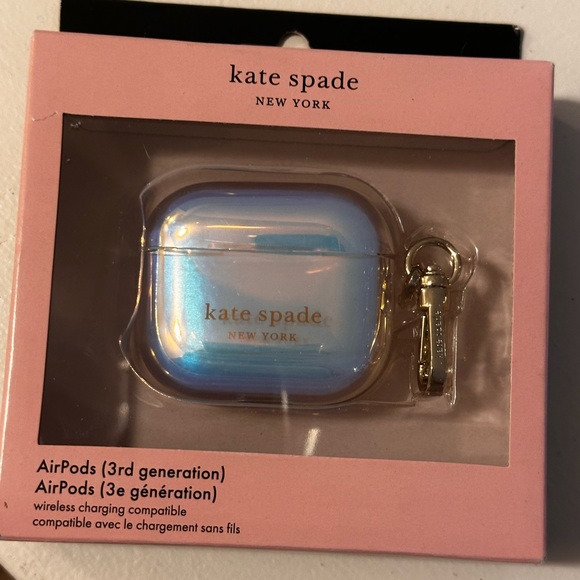 kate spade
NEW YORK
kate spade
NEW YORK
AirPods (3rd generation)
AirPods (3e génération)
wireless charging compatible
compatible avec le chargement sans fils